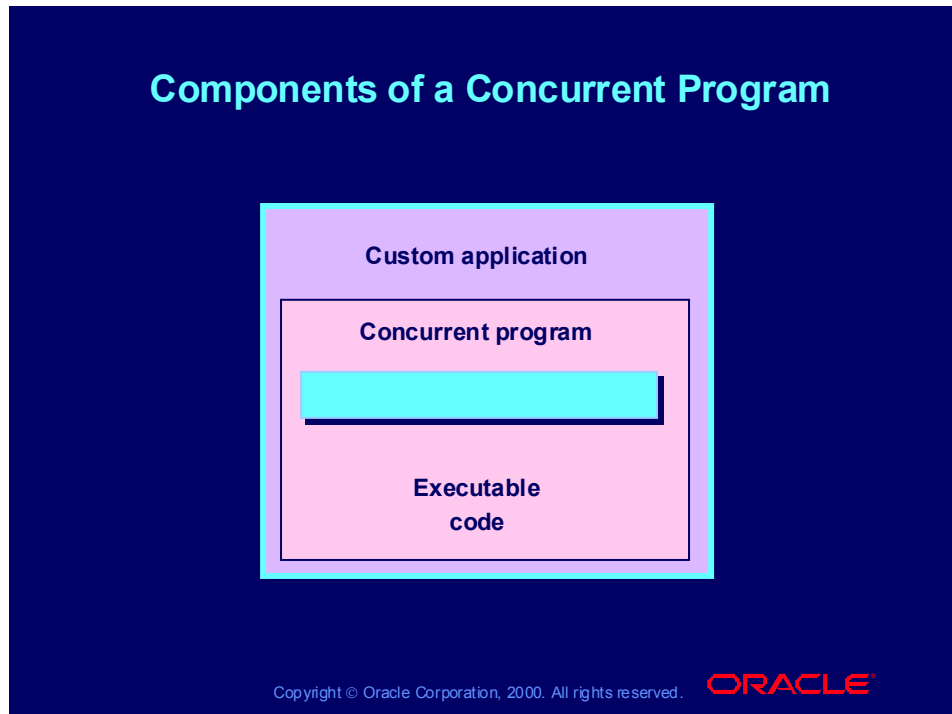 Components of a Concurrent Program
Custom application
Concurrent program
Executable
code
Copyright © Oracle Corporation, 2000. All rights reserved.
ORACLE®